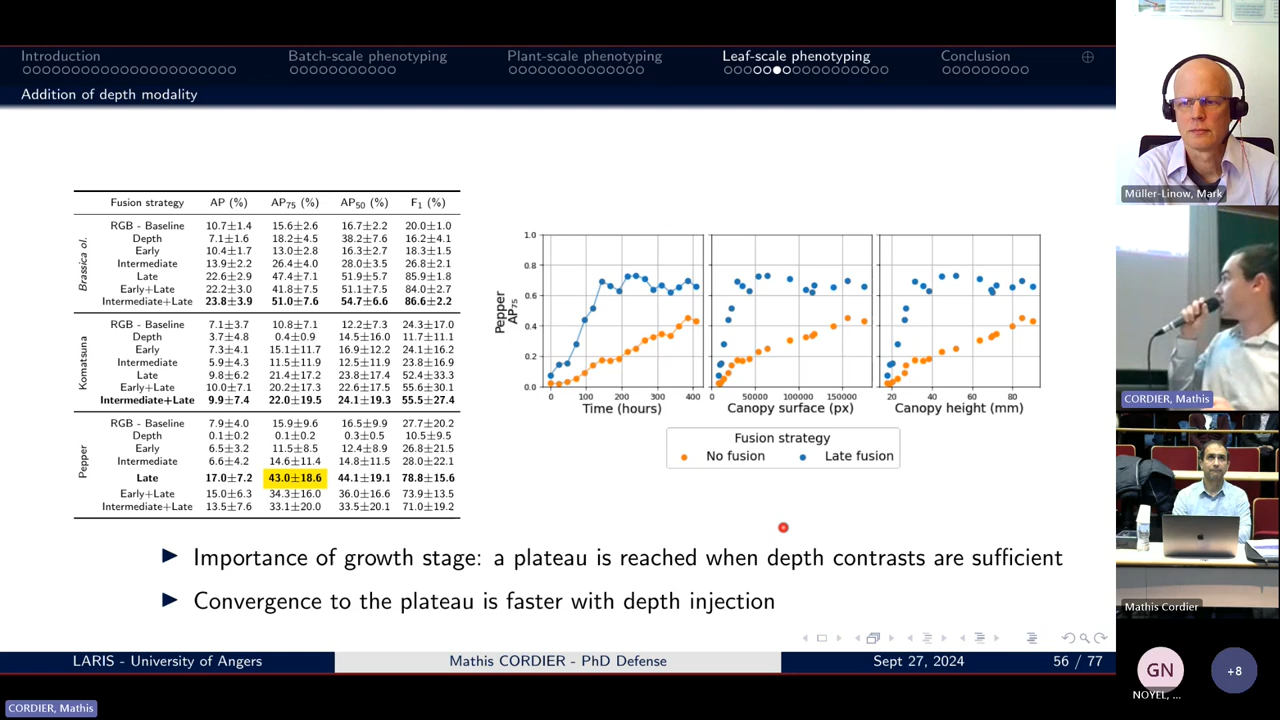 Introduction
Batch-scale phenotyping
Plant-scale phenotyping
Leaf-scale phenotyping
Conclusion
Addition of depth modality
Fusion strategy AP (%) AP75 (%) AP50 (%) F1 (%)
Brassica ol.
RGB - Baseline 10.7±1.4 15.6±2.6 16.7±2.2 20.0±1.0
Depth 7.1±1.6 18.2±4.5 38.2±7.6 16.2±4.1
Early 10.4±1.7 13.0±2.8 16.3±2.7 18.3±1.5
Intermediate 13.9±2.2 26.4±4.0 28.0±3.5 26.8±2.1
Late 22.6±2.9 47.4±7.1 51.9±5.7 85.9±1.8
Early+Late 22.2±3.0 41.8±7.5 51.1±7.5 84.0±2.7
Intermediate+Late 23.8±3.9 51.0±7.6 54.7±6.6 86.6±2.2
Komatsuna
RGB - Baseline 7.1±3.7 10.8±7.1 12.2±7.3 24.3±17.0
Depth 3.7±4.8 0.4±0.9 14.5±16.0 11.7±11.1
Early 7.3±4.1 15.1±11.7 16.9±12.2 24.1±16.2
Intermediate 5.9±4.3 11.5±11.9 12.5±11.9 23.8±16.9
Late 9.8±6.2 21.4±17.2 23.8±17.4 52.4±33.3
Early+Late 10.0±7.1 20.2±17.3 22.6±17.5 55.6±30.1
Intermediate+Late 9.9±7.4 22.0±19.5 24.1±19.3 55.5±27.4
Pepper
RGB - Baseline 7.9±4.0 15.9±9.6 16.5±9.9 27.7±20.2
Depth 0.1±0.2 0.1±0.2 0.3±0.5 10.5±9.5
Early 6.5±3.2 11.5±8.5 12.4±8.9 26.8±21.5
Intermediate 6.6±4.2 14.6±11.4 14.8±11.5 28.0±22.1
Late 17.0±7.2 43.0±18.6 44.1±19.1 78.8±15.6
Early+Late 15.0±6.3 34.3±16.0 36.0±16.6 73.9±13.5
Intermediate+Late 13.5±7.6 33.1±20.0 33.5±20.1 71.0±19.2
Pepper
AP75
1.0
0.8
0.6
0.4
0.2
0.0
0 100 200 300 400
Time (hours)
0 50000 100000 150000
Canopy surface (px)
20 40 60 80
Canopy height (mm)
Fusion strategy
No fusion Late fusion
Importance of growth stage: a plateau is reached when depth contrasts are sufficient
Convergence to the plateau is faster with depth injection
LARIS - University of Angers
Mathis CORDIER - PhD Defense
Sept 27, 2024
56 / 77
CORDIER, Mathis
Müller-Linow, Mark
CORDIER, Mathis
Mathis Cordier
GN
NOYEL, ...
+8